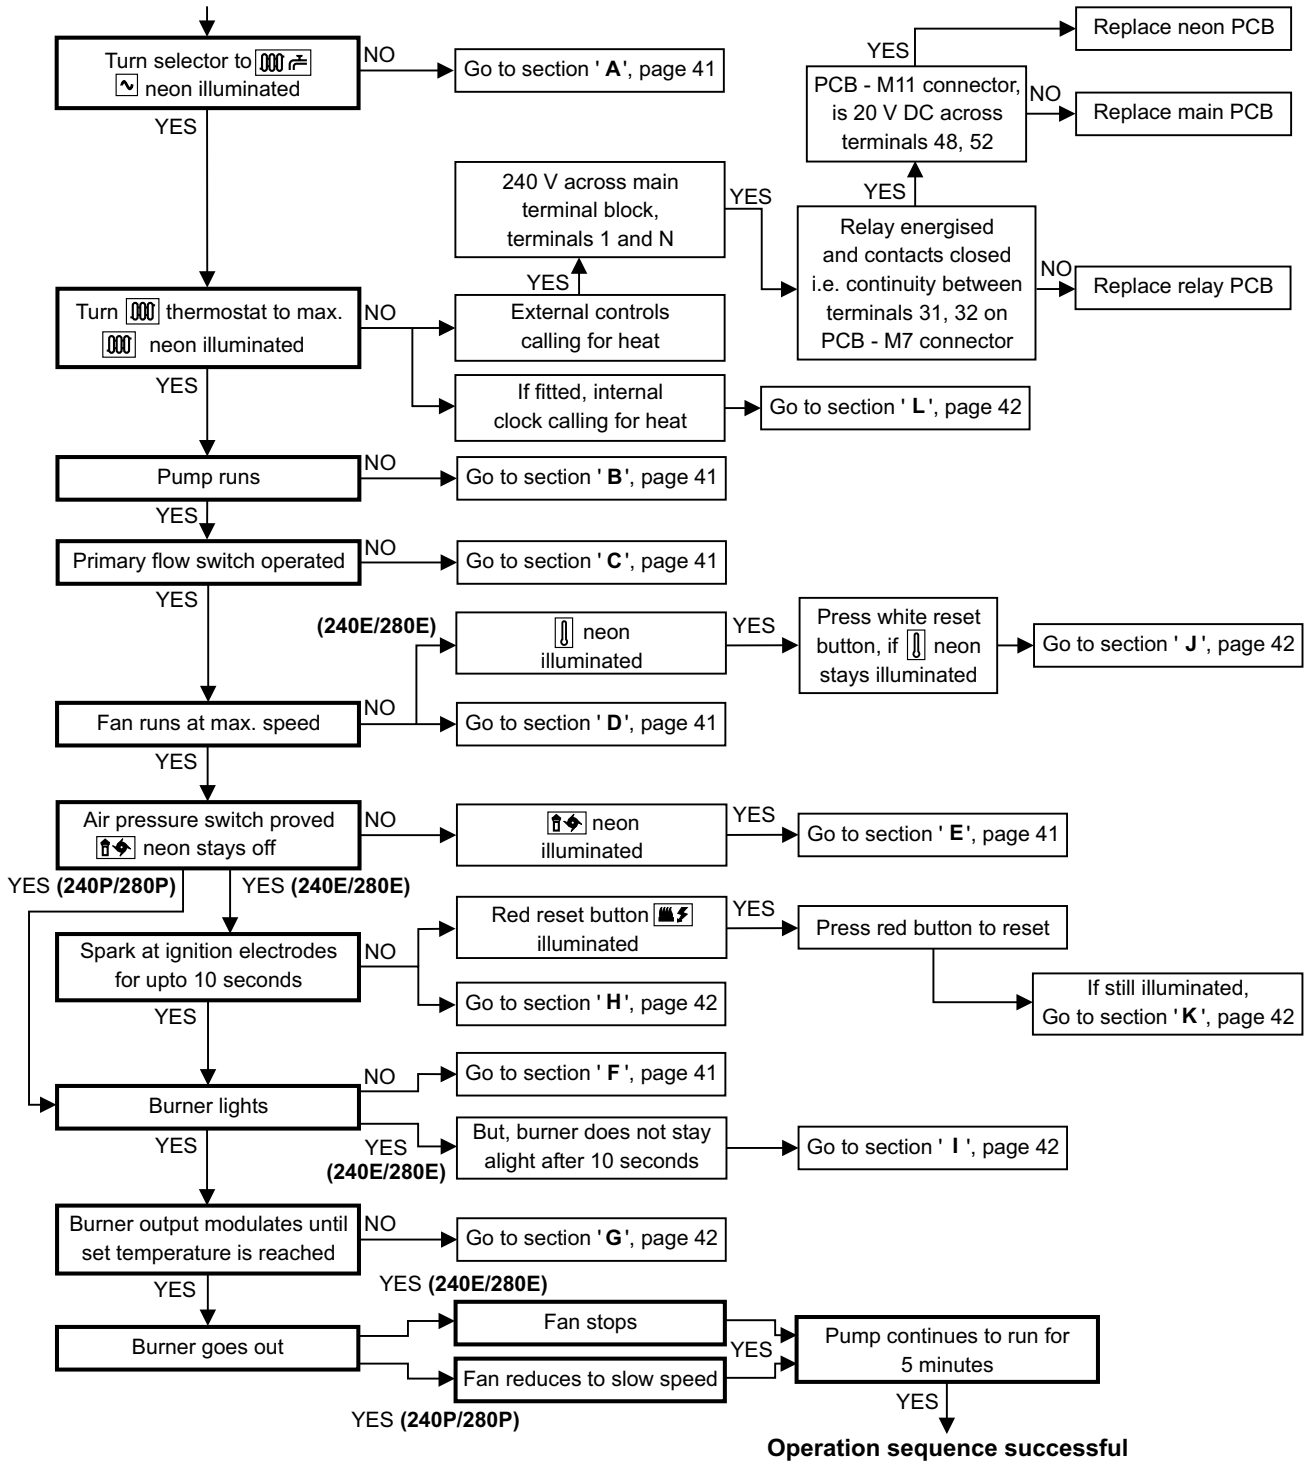 Turn selector to
neon illuminated
NO
Go to section ' A', page 41
YES
Replace neon PCB
YES
PCB - M11 connector,
is 20 V DC across
terminals 48, 52
NO
Replace main PCB
240 V across main
terminal block,
terminals 1 and N
YES
YES
Relay energised
and contacts closed
i.e. continuity between
terminals 31, 32 on
PCB - M7 connector
NO
Replace relay PCB
YES
Turn thermostat to max.
neon illuminated
NO
External controls
calling for heat
YES
If fitted, internal
clock calling for heat
Go to section ' L', page 42
Pump runs
NO
Go to section ' B', page 41
YES
Primary flow switch operated
NO
Go to section ' C', page 41
YES
(240E/280E)
neon
illuminated
YES
Press white reset
button, if neon
stays illuminated
Go to section ' J', page 42
Fan runs at max. speed
NO
Go to section ' D', page 41
YES
Air pressure switch proved
neon stays off
NO
neon
illuminated
YES
Go to section ' E', page 41
YES (240P/280P)
YES (240E/280E)
Spark at ignition electrodes
for upto 10 seconds
NO
Red reset button
illuminated
YES
Press red button to reset
If still illuminated,
Go to section ' K', page 42
Go to section ' H', page 42
YES
Burner lights
NO
Go to section ' F', page 41
YES
YES
(240E/280E)
But, burner does not stay
alight after 10 seconds
Go to section ' I ', page 42
Burner output modulates until
set temperature is reached
NO
Go to section ' G', page 42
YES
YES (240E/280E)
Burner goes out
Fan stops
YES
Fan reduces to slow speed
YES (240P/280P)
Pump continues to run for
5 minutes
YES
Operation sequence successful